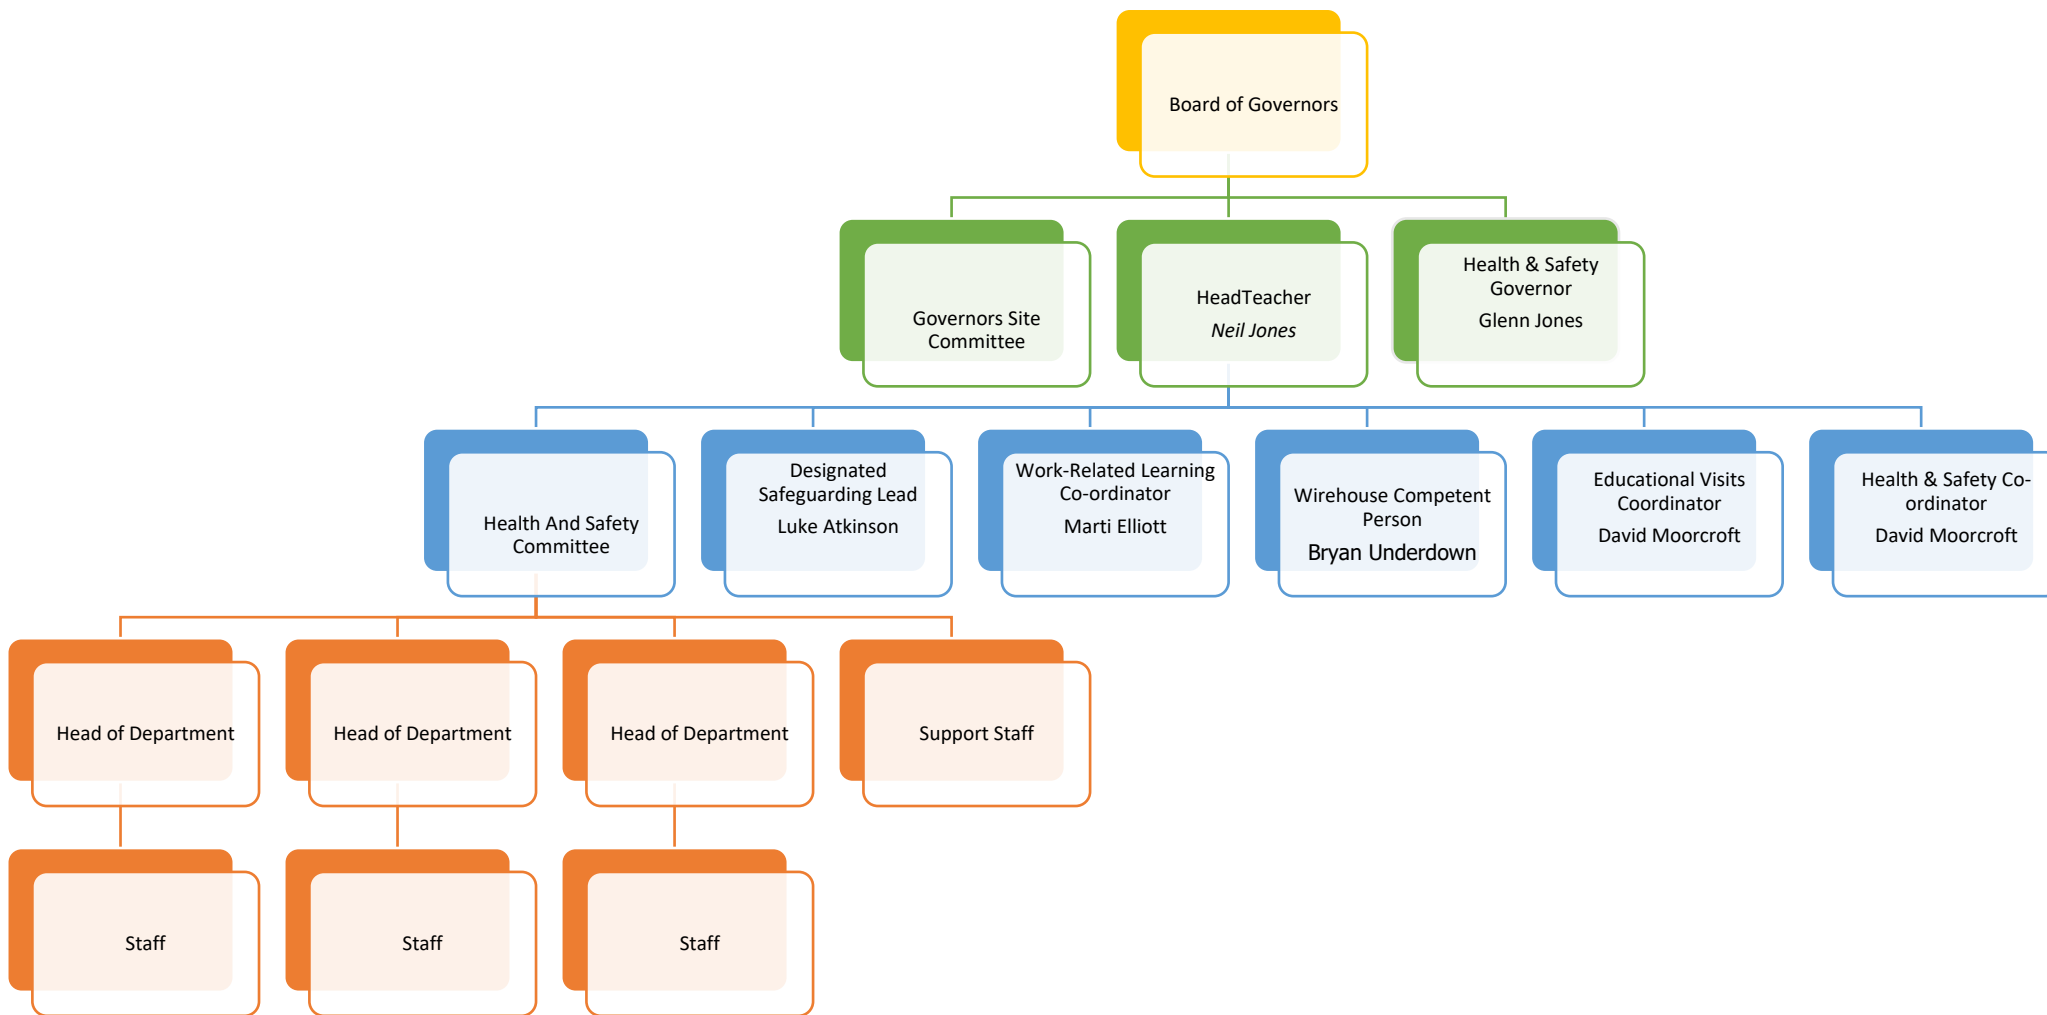 Board of Governors
Governors Site
Committee
HeadTeacher
Neil Jones
Health & Safety
Governor
Glenn Jones
Health And Safety
Committee
Designated
Safeguarding Lead
Luke Atkinson
Work-Related Learning
Co-ordinator
Marti Elliott
Wirehouse Competent
Person
Bryan Underdown
Educational Visits
Coordinator
David Moorcroft
Health & Safety Co-
ordinator
David Moorcroft
Head of Department
Head of Department
Head of Department
Support Staff
Staff
Staff
Staff